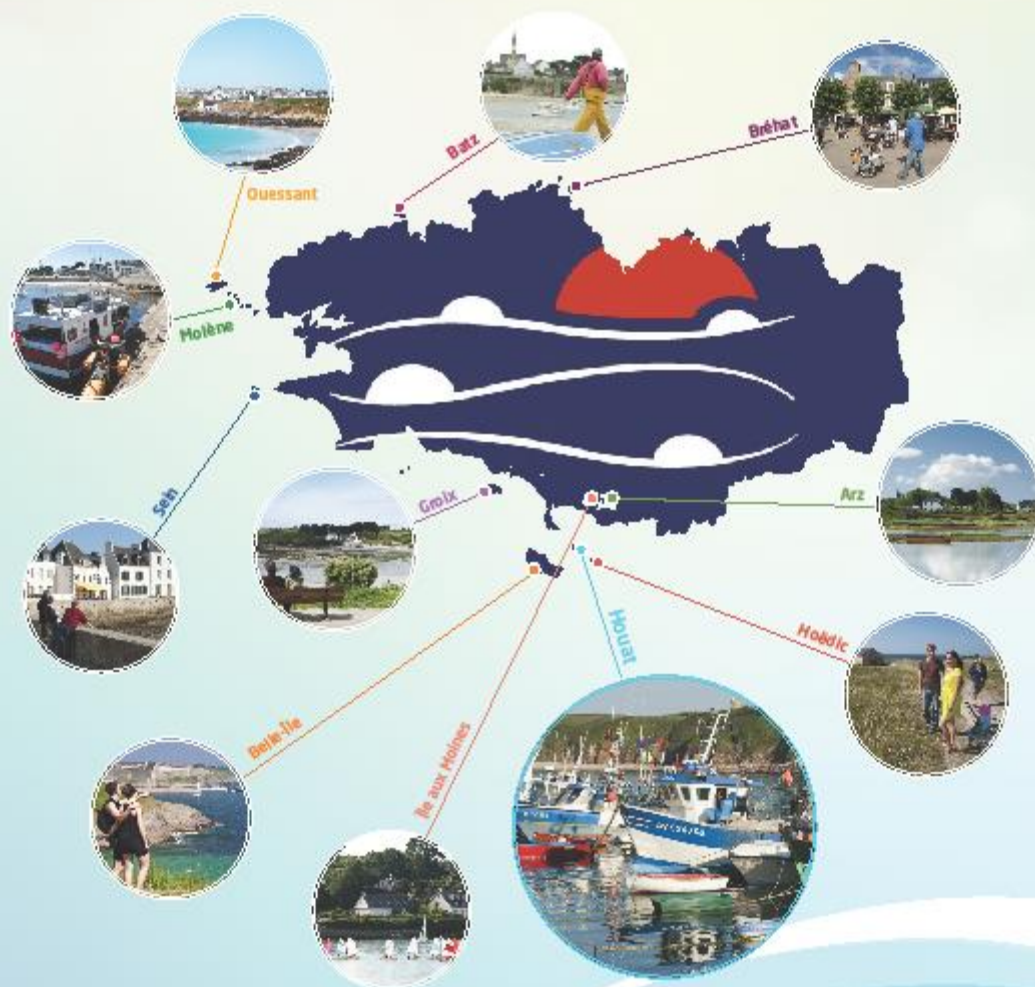 Batz
Bréhat
Ouessant
Molène
Sein
Groix
Arz
Houat
Hoëdic
Belle-Île
Île aux Moines